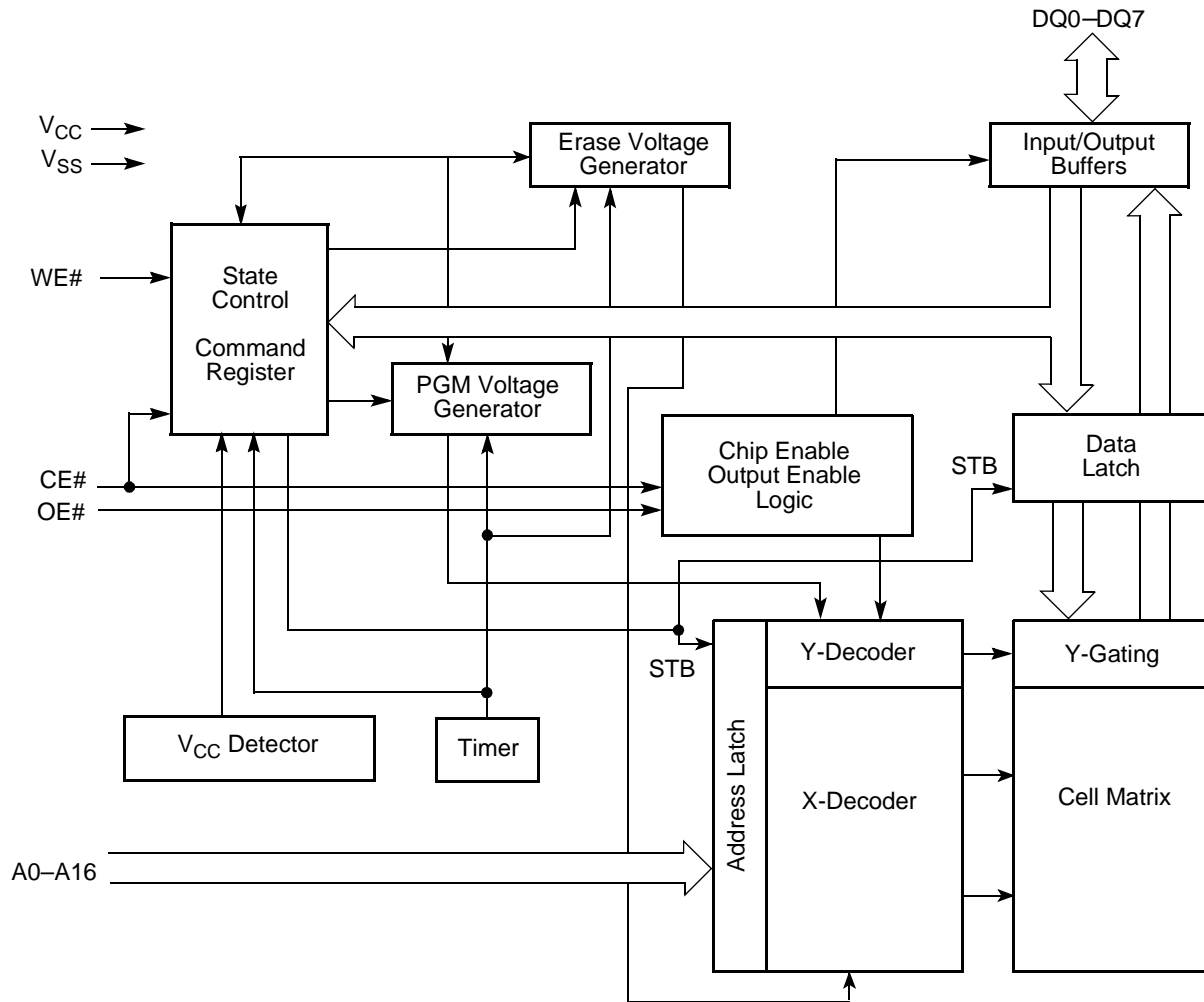 DQ0–DQ7
VCC
VSS
Erase Voltage
Generator
Input/Output
Buffers
WE#
State
Control
Command
Register
PGM Voltage
Generator
Chip Enable
Output Enable
Logic
STB
Data
Latch
CE#
OE#
STB
Y-Decoder
Y-Gating
VCC Detector
Timer
Address Latch
X-Decoder
Cell Matrix
A0–A16